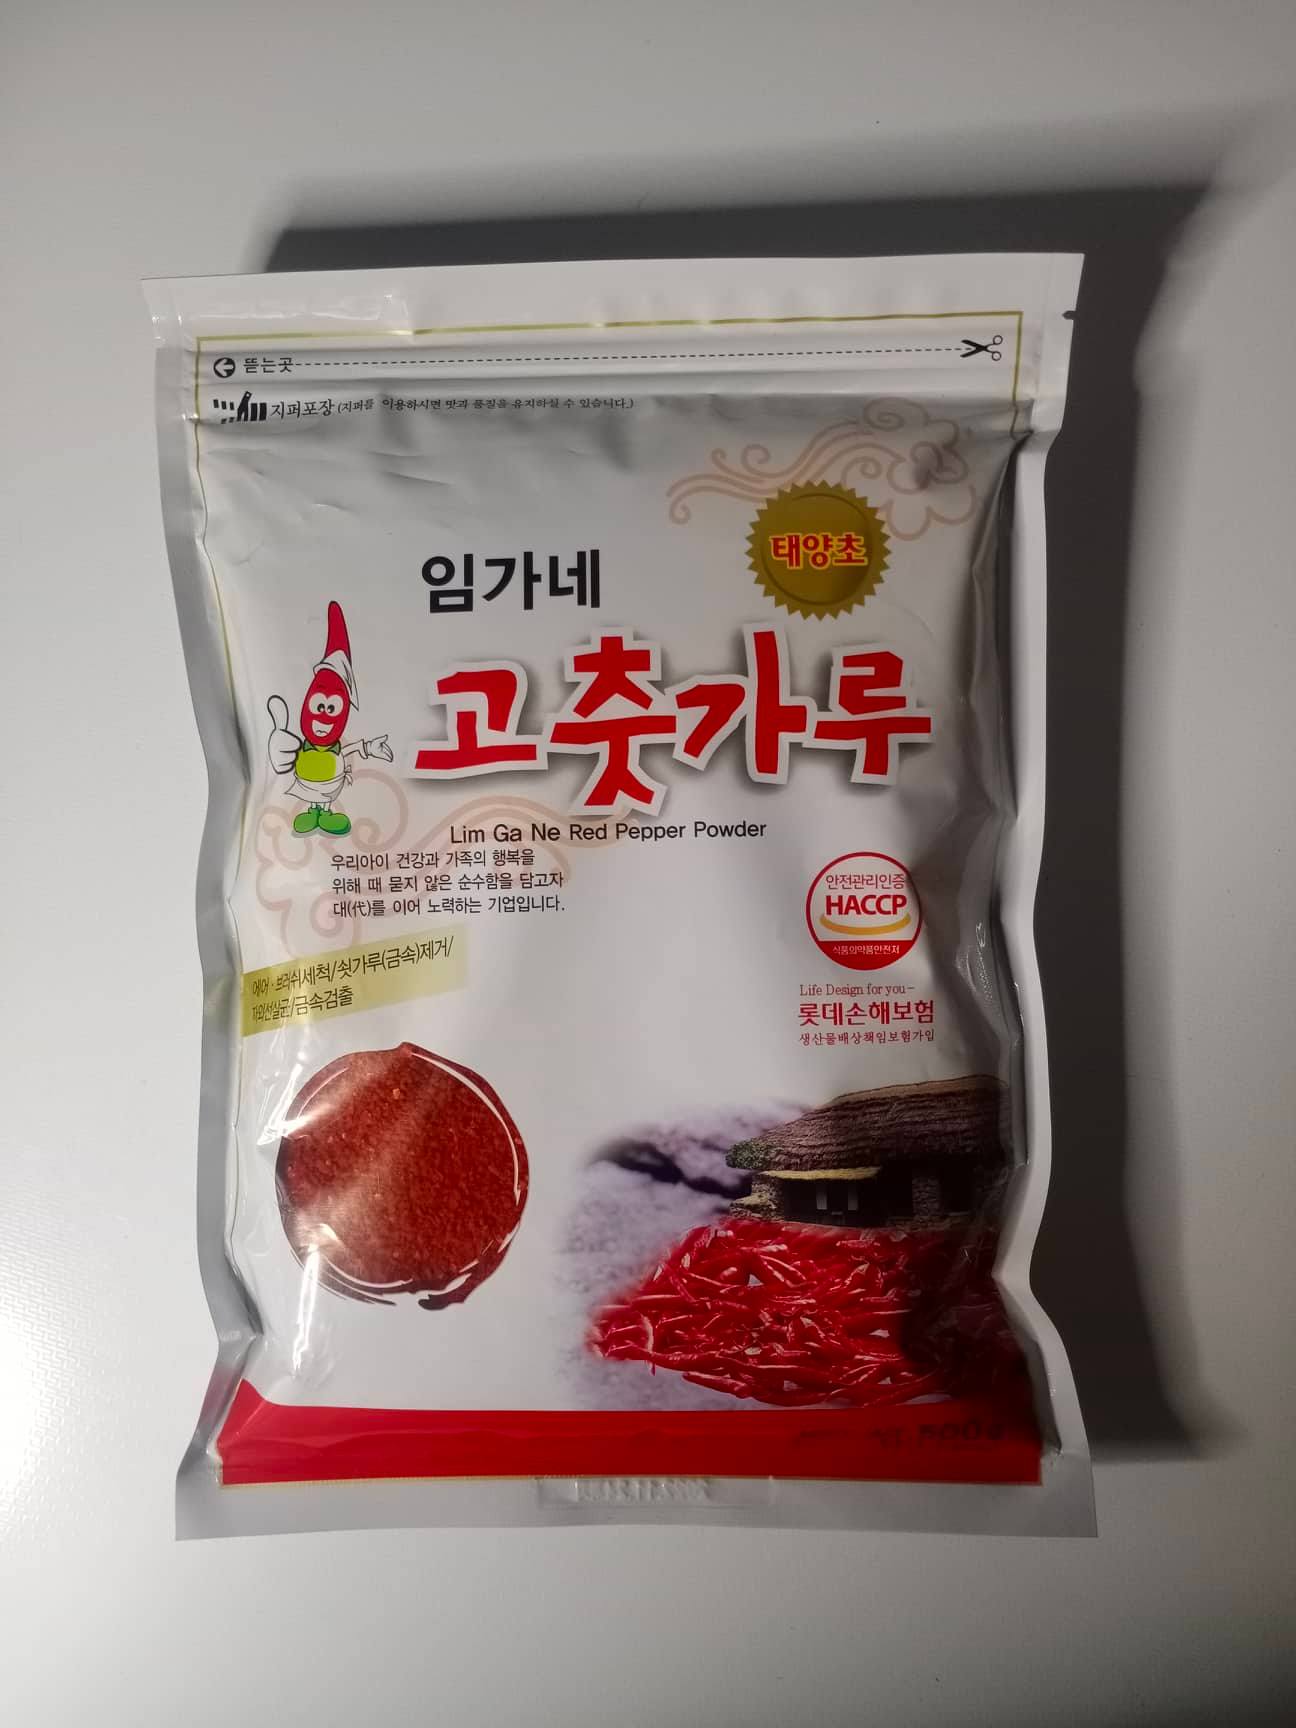 뜯는곳
지퍼포장 (지퍼를 이용하시면 맛과 품질을 유지하실 수 있습니다.)
태양초
임가네
고춧가루
Lim Ga Ne Red Pepper Powder
우리아이 건강과 가족의 행복을
위해 때 묻지 않은 순수함을 담고자
대(代)를 이어 노력하는 기업입니다.
안전관리인증
HACCP
식품의약품안전처
에어·브러쉬세척/쇳가루(금속)제거/
자외선살균/금속검출
Life Design for you–
롯데손해보험
생산물배상책임보험가입
500g